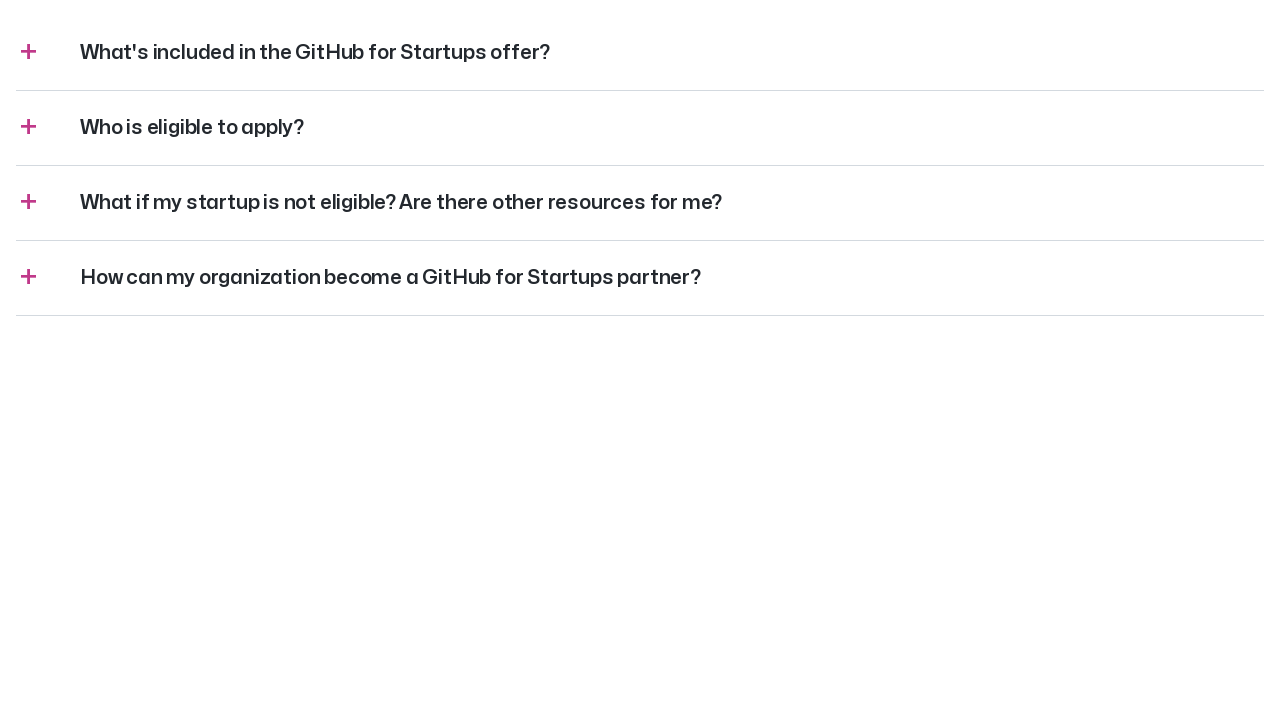 What's included in the GitHub for Startups offer?
Who is eligible to apply?
What if my startup is not eligible? Are there other resources for me?
How can my organization become a GitHub for Startups partner?